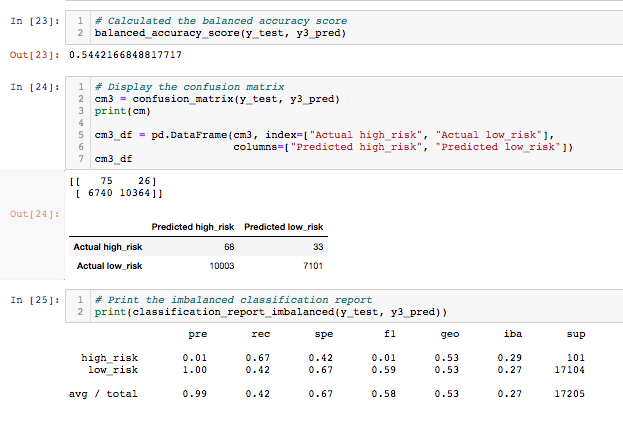 In [23]: 1 # Calculated the balanced accuracy score
2 balanced_accuracy_score(y_test, y3_pred)
Out[23]: 0.5442166848817717
In [24]: 1 # Display the confusion matrix
2 cm3 = confusion_matrix(y_test, y3_pred)
3 print(cm)
4
5 cm3_df = pd.DataFrame(cm3, index=["Actual high_risk", "Actual low_risk"],
6 columns=["Predicted high_risk", "Predicted low_risk"])
7 cm3_df
[[ 75 26]
[ 6740 10364]]
Out[24]:
Predicted high_risk Predicted low_risk
Actual high_risk 68 33
Actual low_risk 10003 7101
In [25]: 1 # Print the imbalanced classification report
2 print(classification_report_imbalanced(y_test, y3_pred))
pre rec spe f1 geo iba sup
high_risk 0.01 0.67 0.42 0.01 0.53 0.29 101
low_risk 1.00 0.42 0.67 0.59 0.53 0.27 17104
avg / total 0.99 0.42 0.67 0.58 0.53 0.27 17205